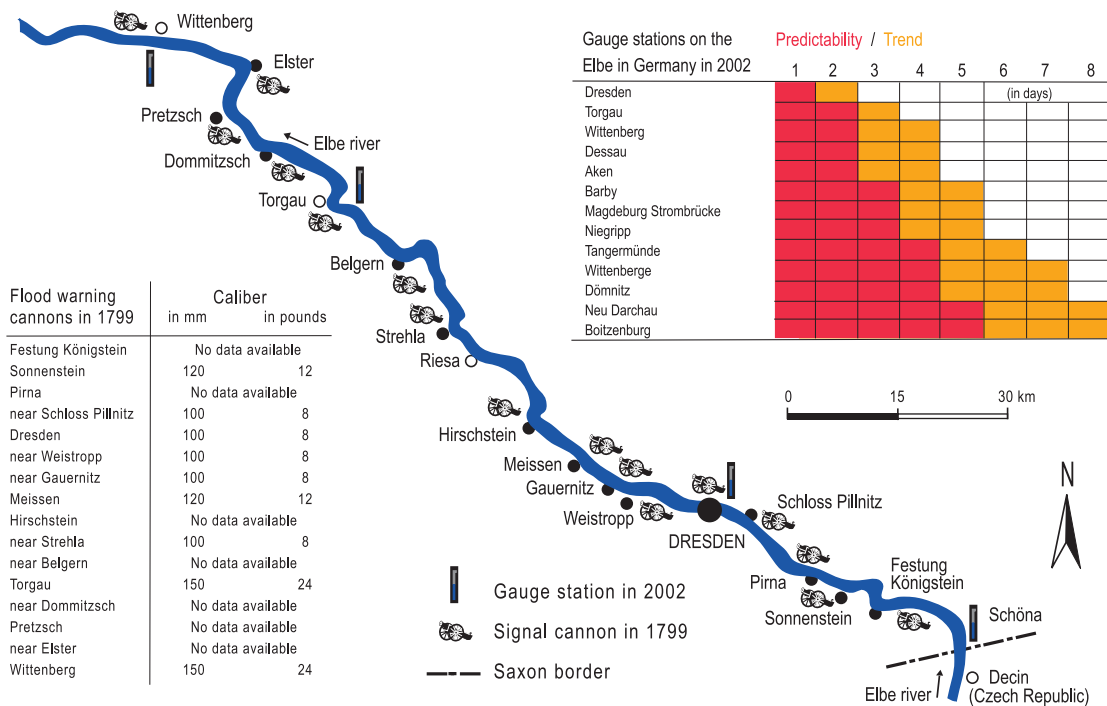 Wittenberg
Elster
Pretzsch
Elbe river
Dommitzsch
Torgau
Belgern
Strehla
Riesa
Hirschstein
Meissen
Gauernitz
Weistropp
DRESDEN
Schloss Pillnitz
Pirna
Sonnenstein
Festung
Königstein
Schöna
Elbe river
Decin
(Czech Republic)
Gauge stations on the Predictability / Trend
Elbe in Germany in 2002 1 2 3 4 5 6 7 8
Dresden (in days)
Torgau
Wittenberg
Dessau
Aken
Barby
Magdeburg Strombrücke
Niegripp
Tangermünde
Wittenberge
Dömnitz
Neu Darchau
Boitzenburg
0 15 30 km
N
Flood warning Caliber
cannons in 1799 in mm in pounds
Festung Königstein No data available
Sonnenstein 120 12
Pirna No data available
near Schloss Pillnitz 100 8
Dresden 100 8
near Weistropp 100 8
near Gauernitz 100 8
Meissen 120 12
Hirschstein No data available
near Strehla 100 8
near Belgern No data available
Torgau 150 24
near Dommitzsch No data available
Pretzsch No data available
near Elster No data available
Wittenberg 150 24
Gauge station in 2002
Signal cannon in 1799
Saxon border